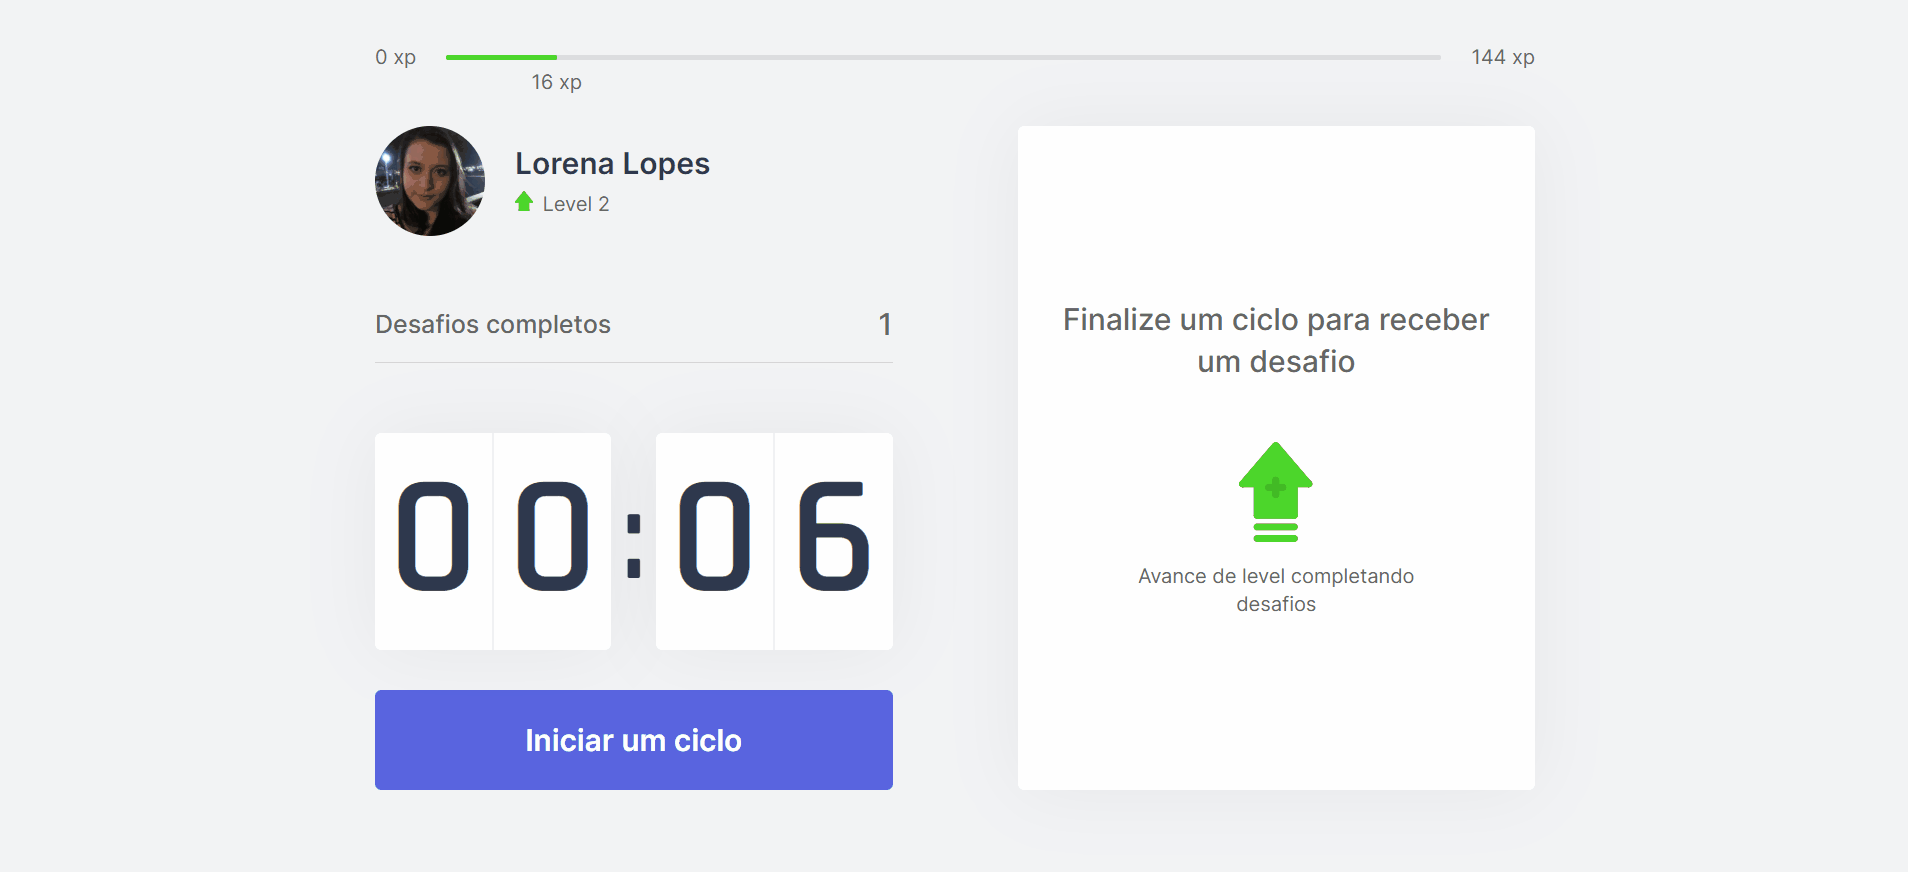 0 xp
144 xp
16 xp
Lorena Lopes
Level 2
Desafios completos 1
00:06
Iniciar um ciclo
Finalize um ciclo para receber
um desafio
Avance de level completando
desafios